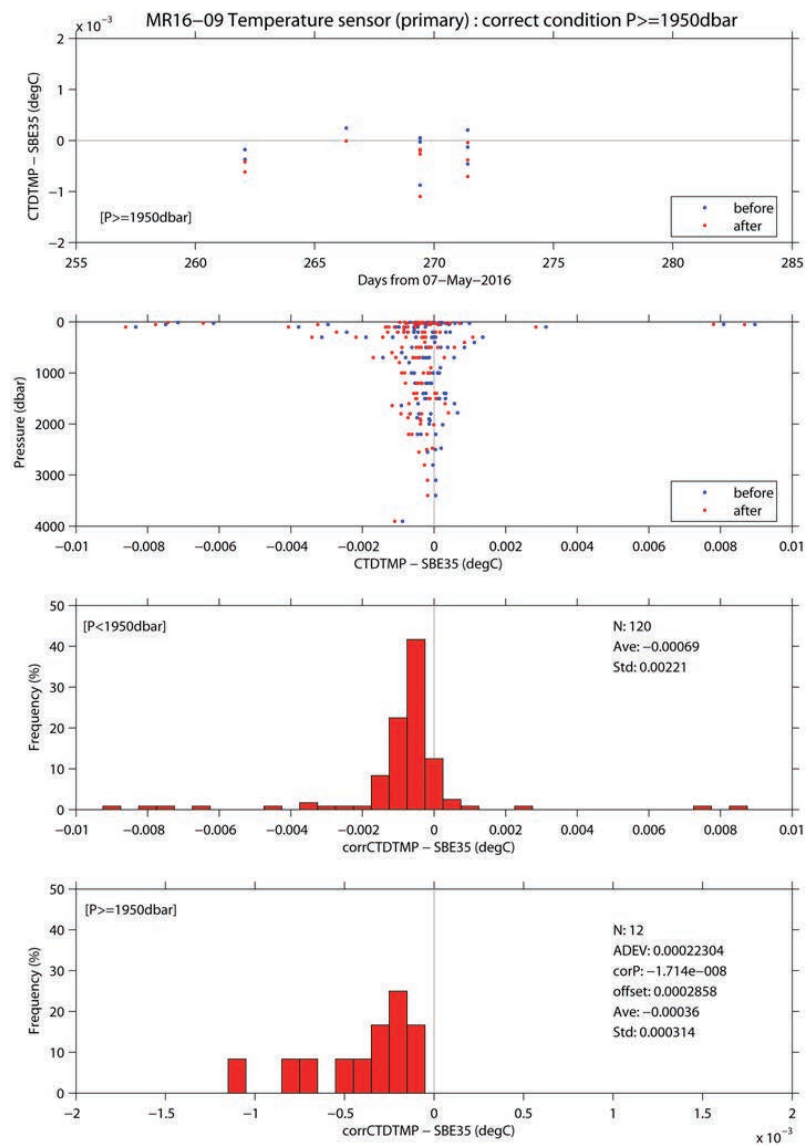 MR16−09 Temperature sensor (primary) : correct condition P>=1950dbar
x 10⁻³
2
1
0
−1
−2
CTDTMP − SBE35 (degC)
[P>=1950dbar]
before
after
255 260 265 270 275 280 285
Days from 07−May−2016
0
1000
2000
3000
4000
Pressure (dbar)
before
after
−0.01 −0.008 −0.006 −0.004 −0.002 0 0.002 0.004 0.006 0.008 0.01
CTDTMP − SBE35 (degC)
50
40
30
20
10
0
Frequency (%)
[P<1950dbar]
N: 120
Ave: −0.00069
Std: 0.00221
−0.01 −0.008 −0.006 −0.004 −0.002 0 0.002 0.004 0.006 0.008 0.01
corrCTDTMP − SBE35 (degC)
50
40
30
20
10
0
Frequency (%)
[P>=1950dbar]
N: 12
ADEV: 0.00022304
corP: −1.714e−008
offset: 0.0002858
Ave: −0.00036
Std: 0.000314
−2 −1.5 −1 −0.5 0 0.5 1 1.5 2
x 10⁻³
corrCTDTMP − SBE35 (degC)